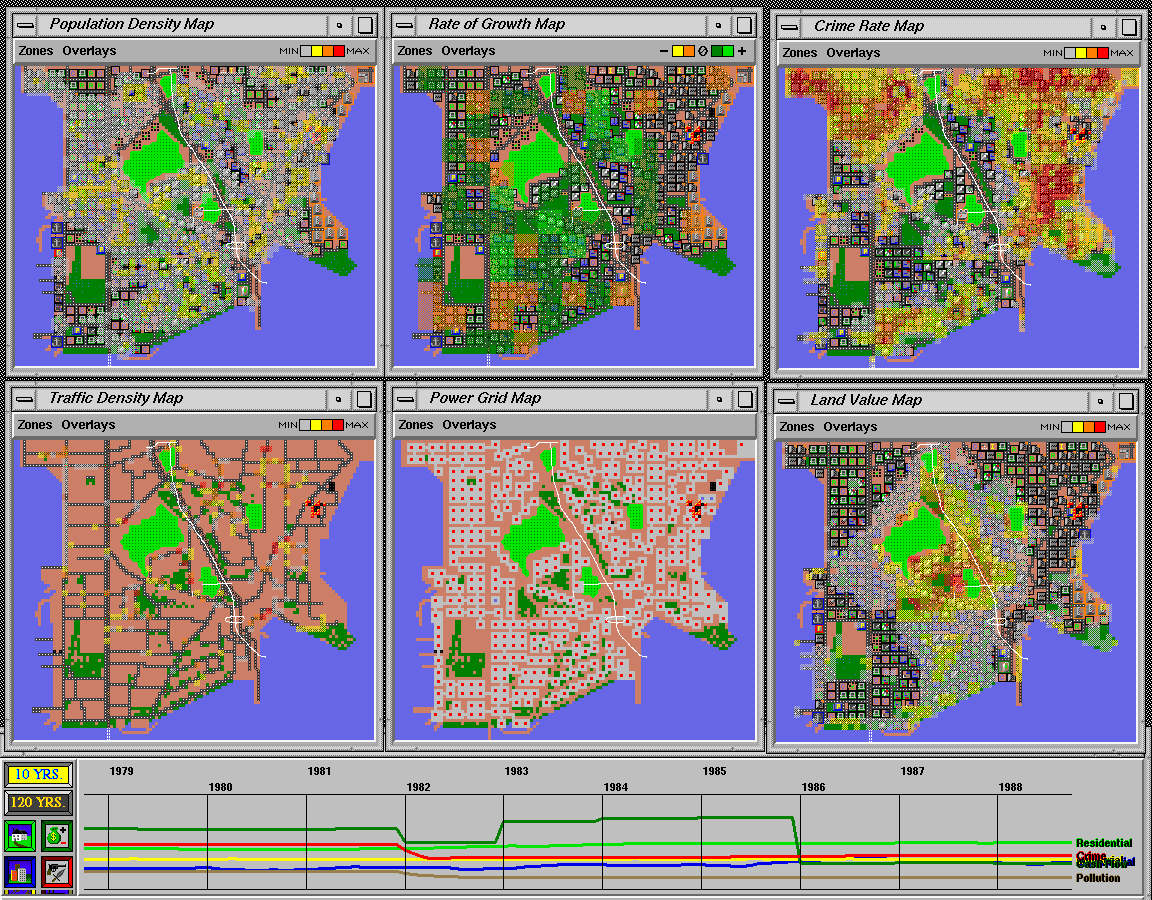 Population Density Map
Zones Overlays MIN MAX
Rate of Growth Map
Zones Overlays − 0 +
Crime Rate Map
Zones Overlays MIN MAX
Traffic Density Map
Zones Overlays MIN MAX
Power Grid Map
Zones Overlays
Land Value Map
Zones Overlays MIN MAX
10 YRS.
120 YRS.
1979 1981 1983 1985 1987
1980 1982 1984 1986 1988
Residential
Crime
Cash Flow
Pollution